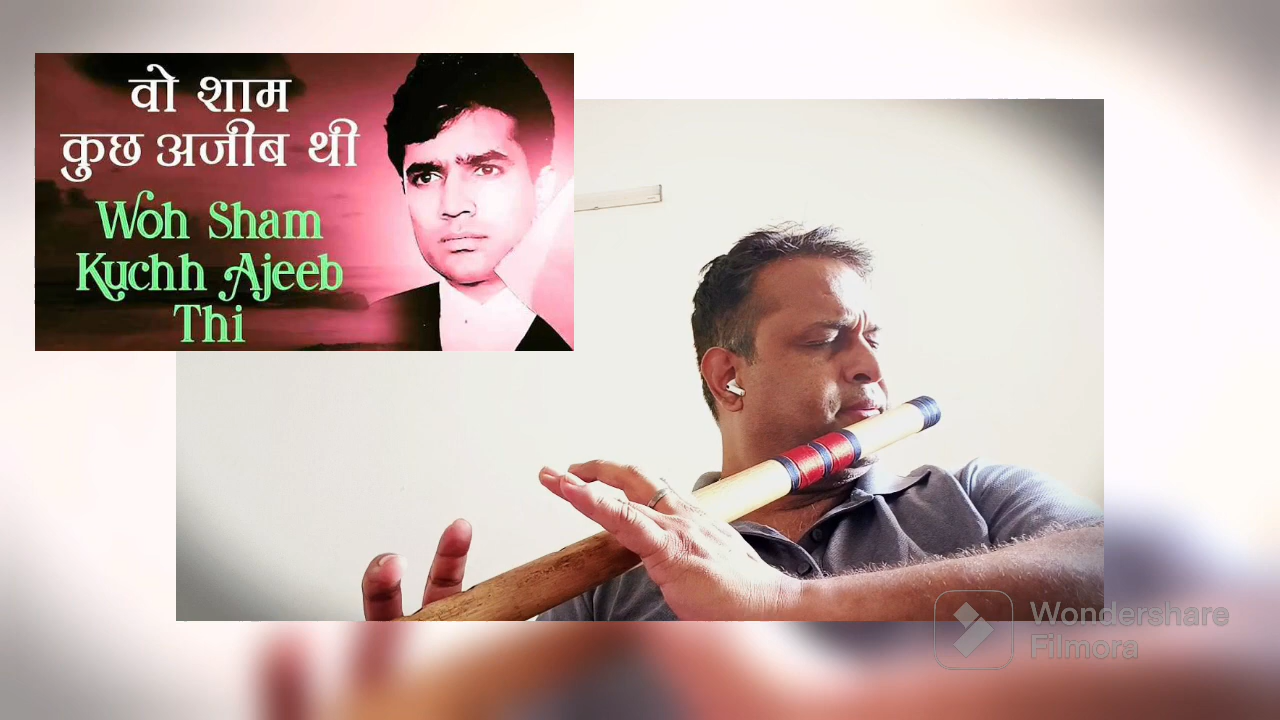 वो शाम
कुछ अजीब थी
Woh Sham
Kuchh Ajeeb
Thi
Wondershare
Filmora